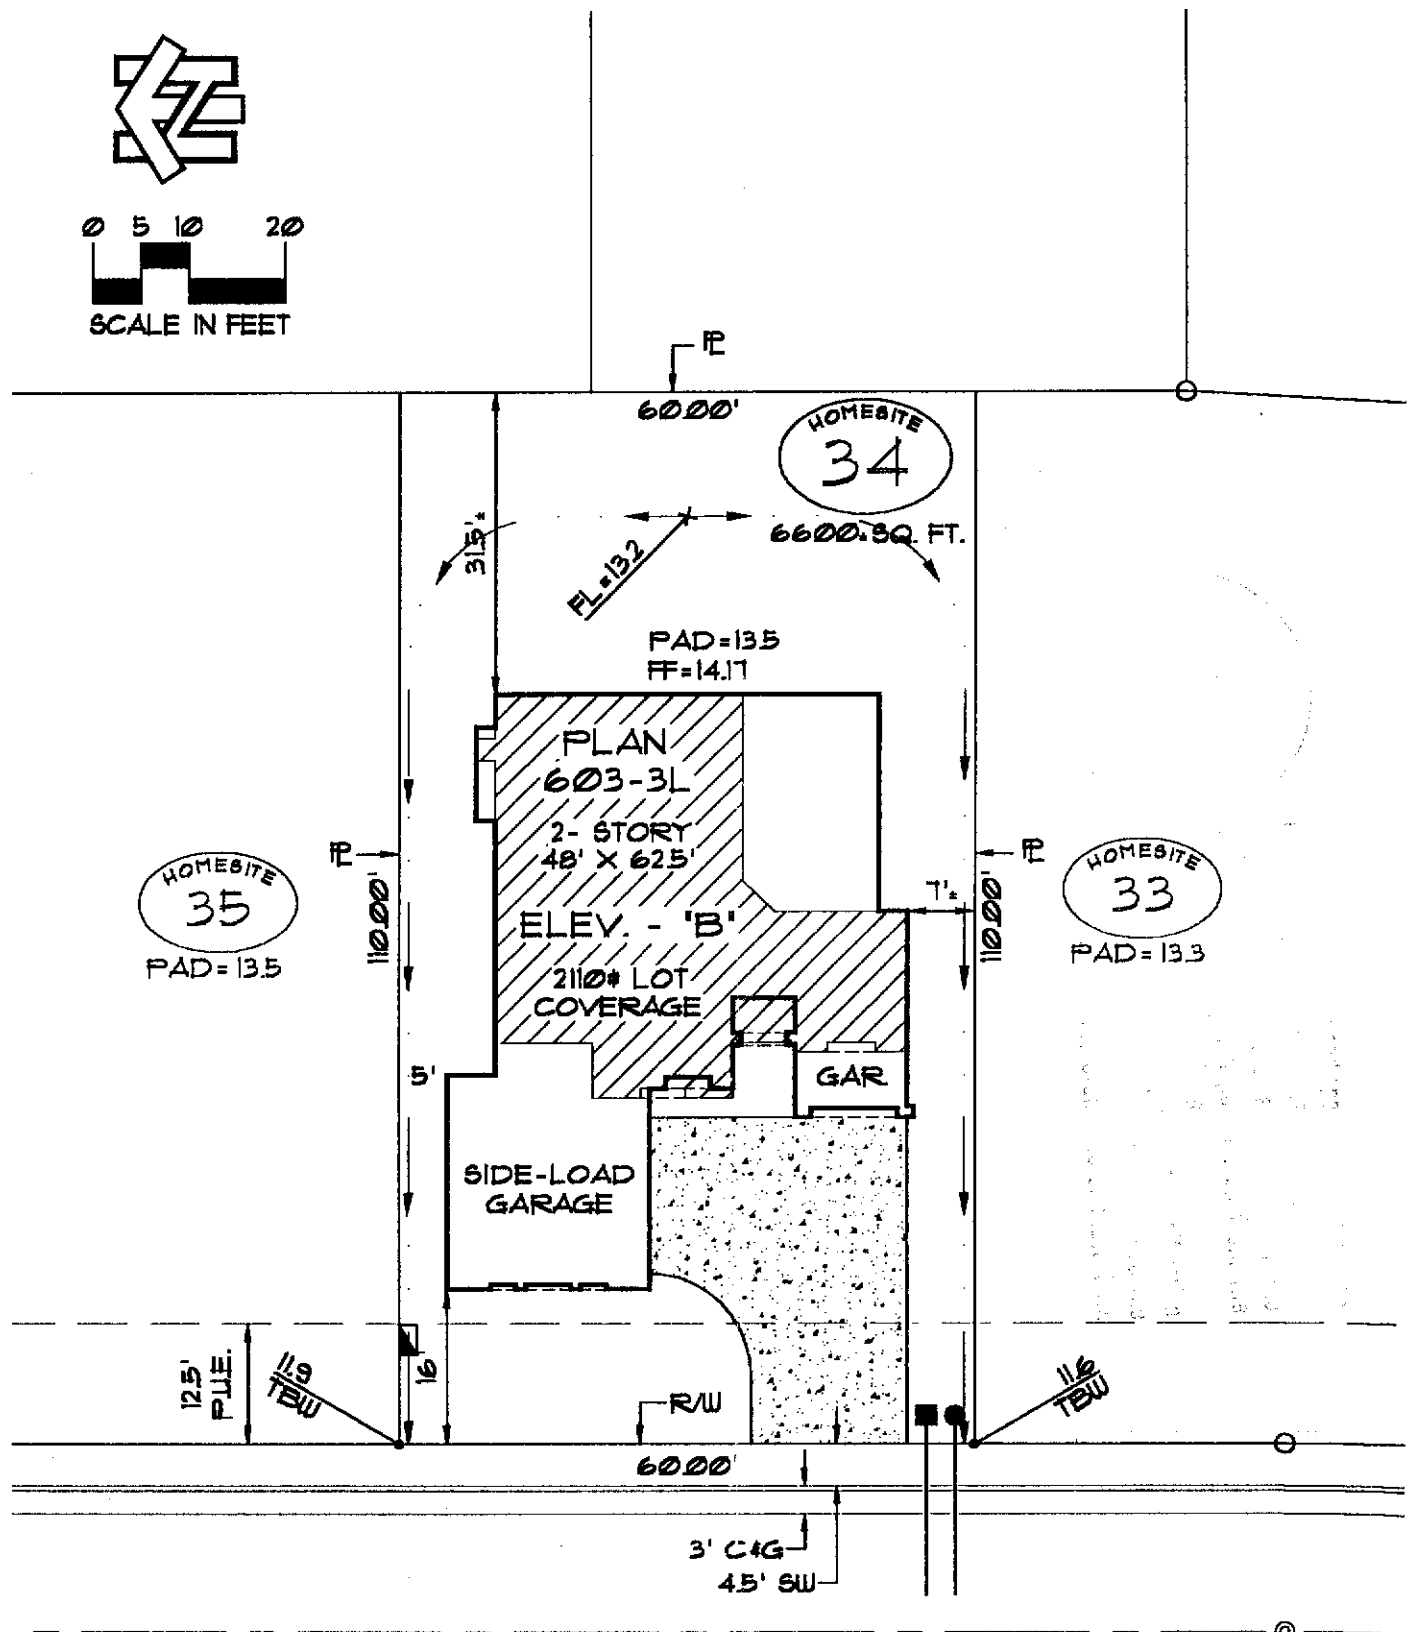 0 5 10 20
SCALE IN FEET
PL
60.00'
HOMESITE
34
6600± SQ. FT.
31.5'±
FL=13.2
PAD=13.5
FF=14.17
PLAN
603-3L
2- STORY
48' X 62.5'
ELEV. - "B"
2110# LOT
COVERAGE
PL
110.00'
HOMESITE
35
PAD=13.5
7'±
PL
110.00'
HOMESITE
33
PAD=13.3
5'
GAR
SIDE-LOAD
GARAGE
12.5'
P.U.E.
11.9
TBW
16'
R/W
11.6
TBW
60.00'
3' C&G
4.5' SW